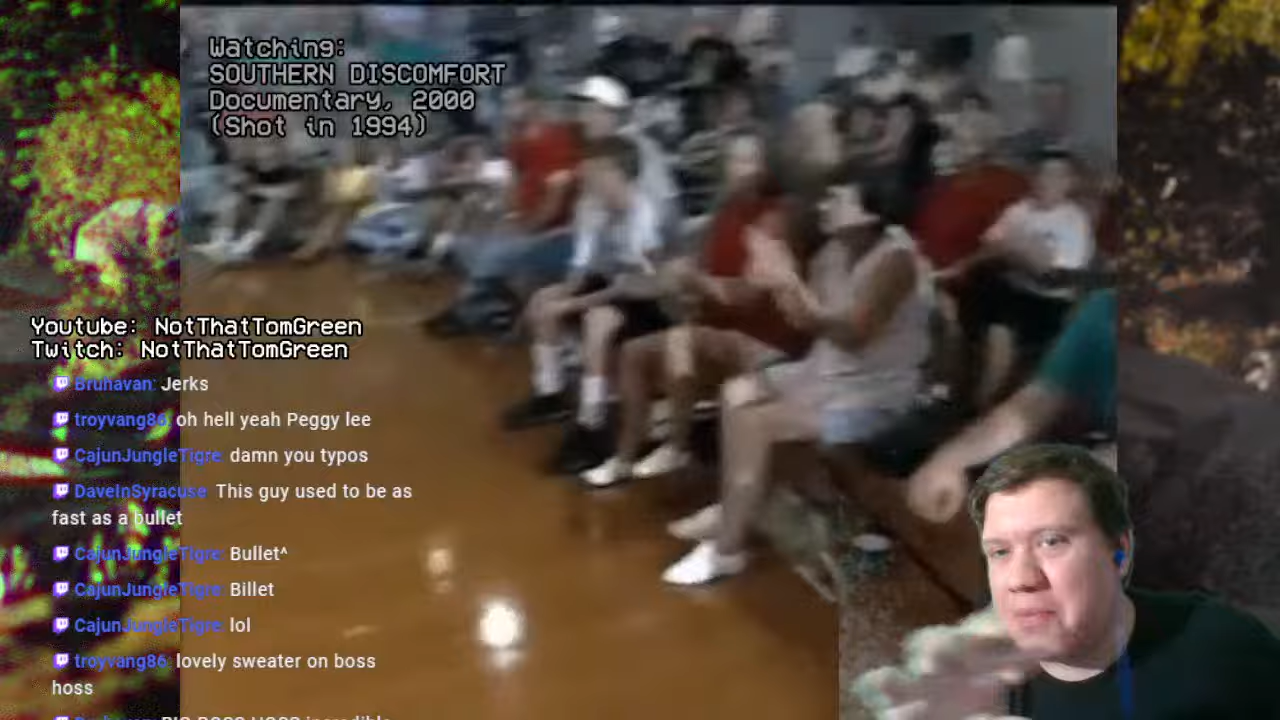 Watching:
SOUTHERN DISCOMFORT
Documentary, 2000
(Shot in 1994)
Youtube: NotThatTomGreen
Twitch: NotThatTomGreen
Bruhavan: Jerks
troyvang86: oh hell yeah Peggy lee
CajunJungleTigre: damn you typos
DaveInSyracuse: This guy used to be as
fast as a bullet
CajunJungleTigre: Bullet^
CajunJungleTigre: Billet
CajunJungleTigre: lol
troyvang86: lovely sweater on boss
hoss